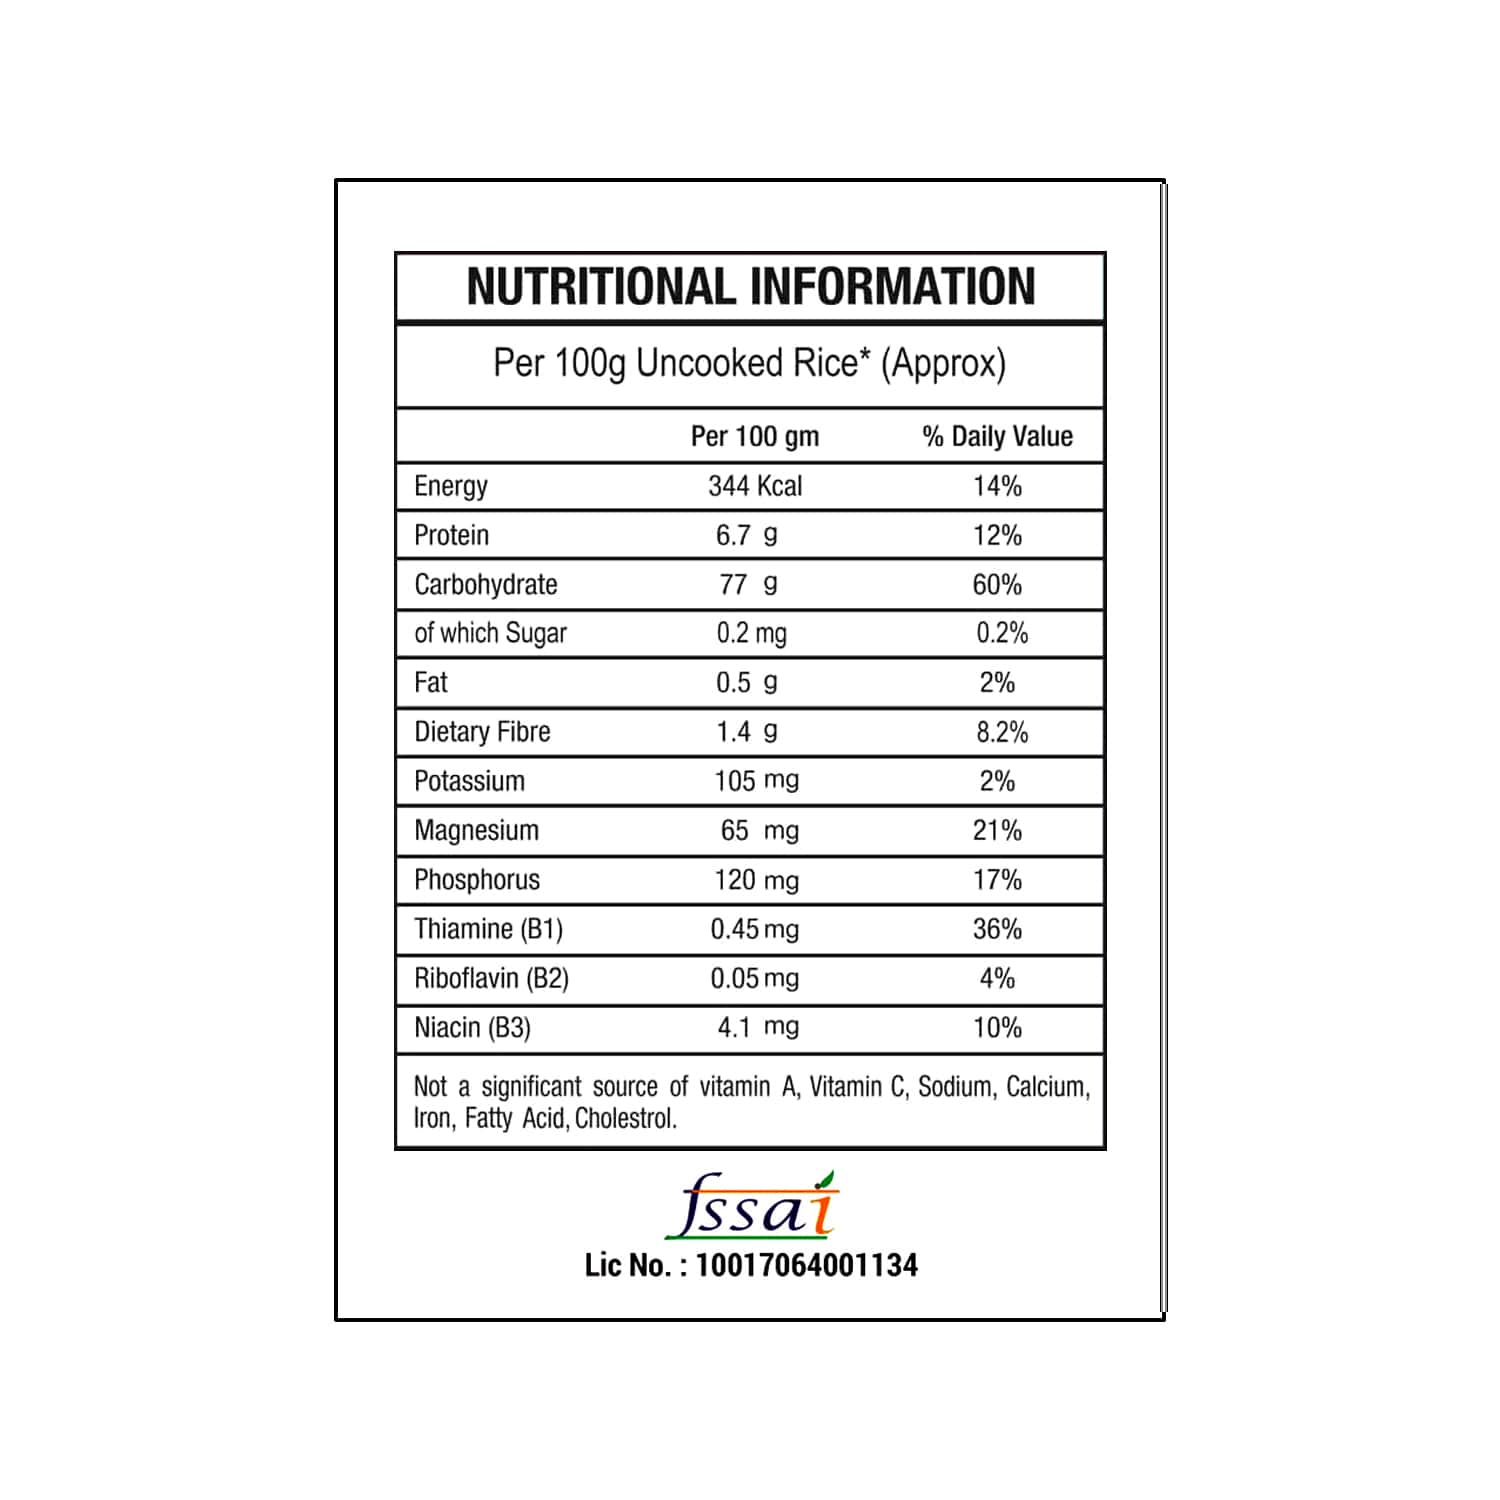 NUTRITIONAL INFORMATION
Per 100g Uncooked Rice* (Approx)
Per 100 gm % Daily Value
Energy 344 Kcal 14%
Protein 6.7 g 12%
Carbohydrate 77 g 60%
of which Sugar 0.2 mg 0.2%
Fat 0.5 g 2%
Dietary Fibre 1.4 g 8.2%
Potassium 105 mg 2%
Magnesium 65 mg 21%
Phosphorus 120 mg 17%
Thiamine (B1) 0.45 mg 36%
Riboflavin (B2) 0.05 mg 4%
Niacin (B3) 4.1 mg 10%
Not a significant source of vitamin A, Vitamin C, Sodium, Calcium,
Iron, Fatty Acid, Cholestrol.
fssai
Lic No. : 10017064001134